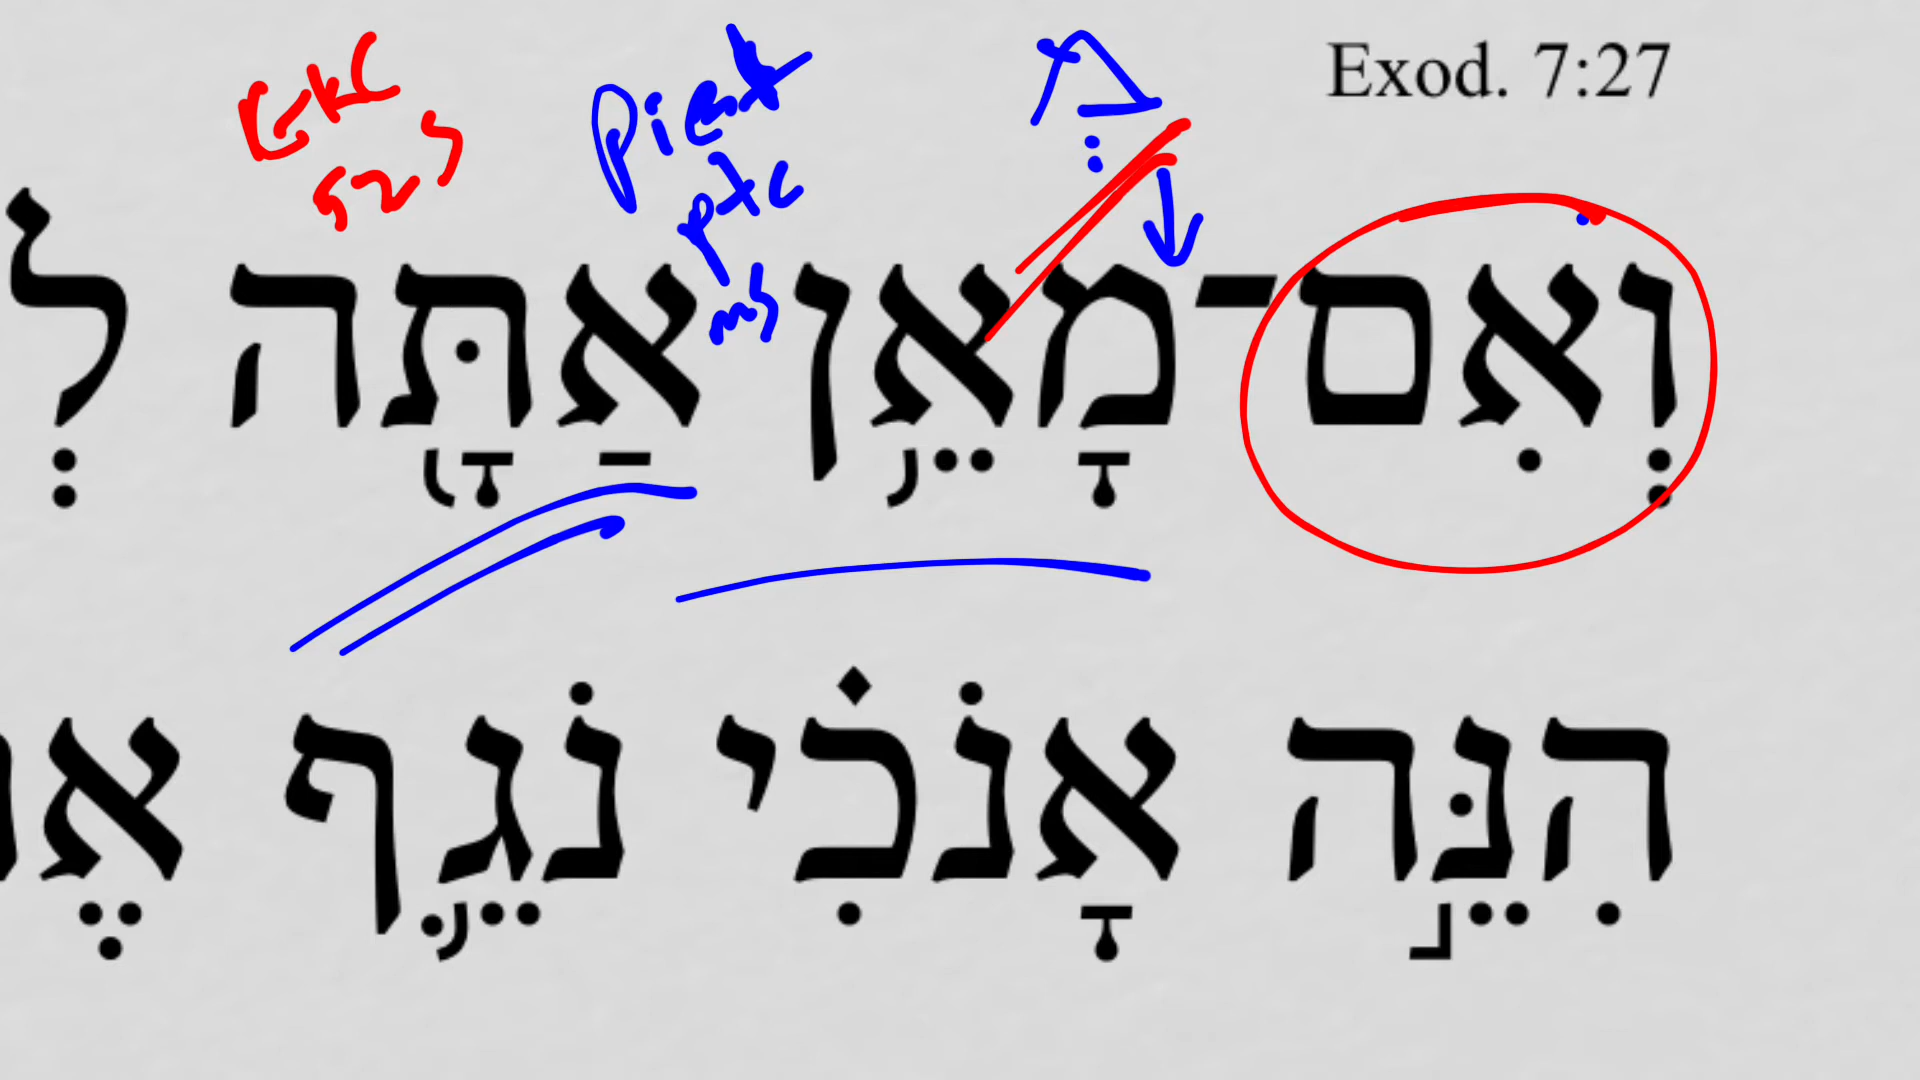 Exod. 7:27
GKC
52s
Piel
ptc
ms
מְ
וְאִם־מָאֵ֥ן אַתָּ֖ה לְ
הִנֵּ֣ה אָנֹכִ֗י נֹגֵ֛ף אֶ